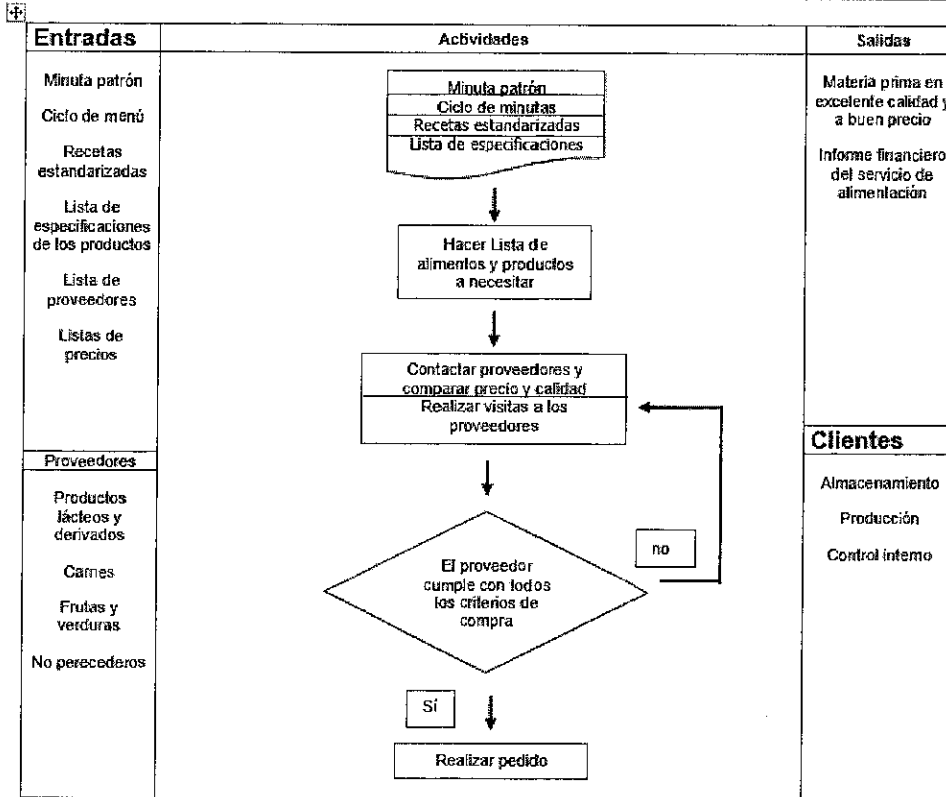 Entradas
Minuta patrón
Ciclo de menú
Recetas
estandarizadas
Lista de
especificaciones
de los productos
Lista de
proveedores
Listas de
precios
Proveedores
Productos
lácteos y
derivados
Carnes
Frutas y
verduras
No perecederos
Actividades
Minuta patrón
Ciclo de minutas
Recetas estandarizadas
Lista de especificaciones
Hacer Lista de
alimentos y productos
a necesitar
Contactar proveedores y
comparar precio y calidad
Realizar visitas a los
proveedores
El proveedor
cumple con todos
los criterios de
compra
no
Sí
Realizar pedido
Salidas
Materia prima en
excelente calidad y
a buen precio
Informe financiero
del servicio de
alimentación
Clientes
Almacenamiento
Producción
Control interno